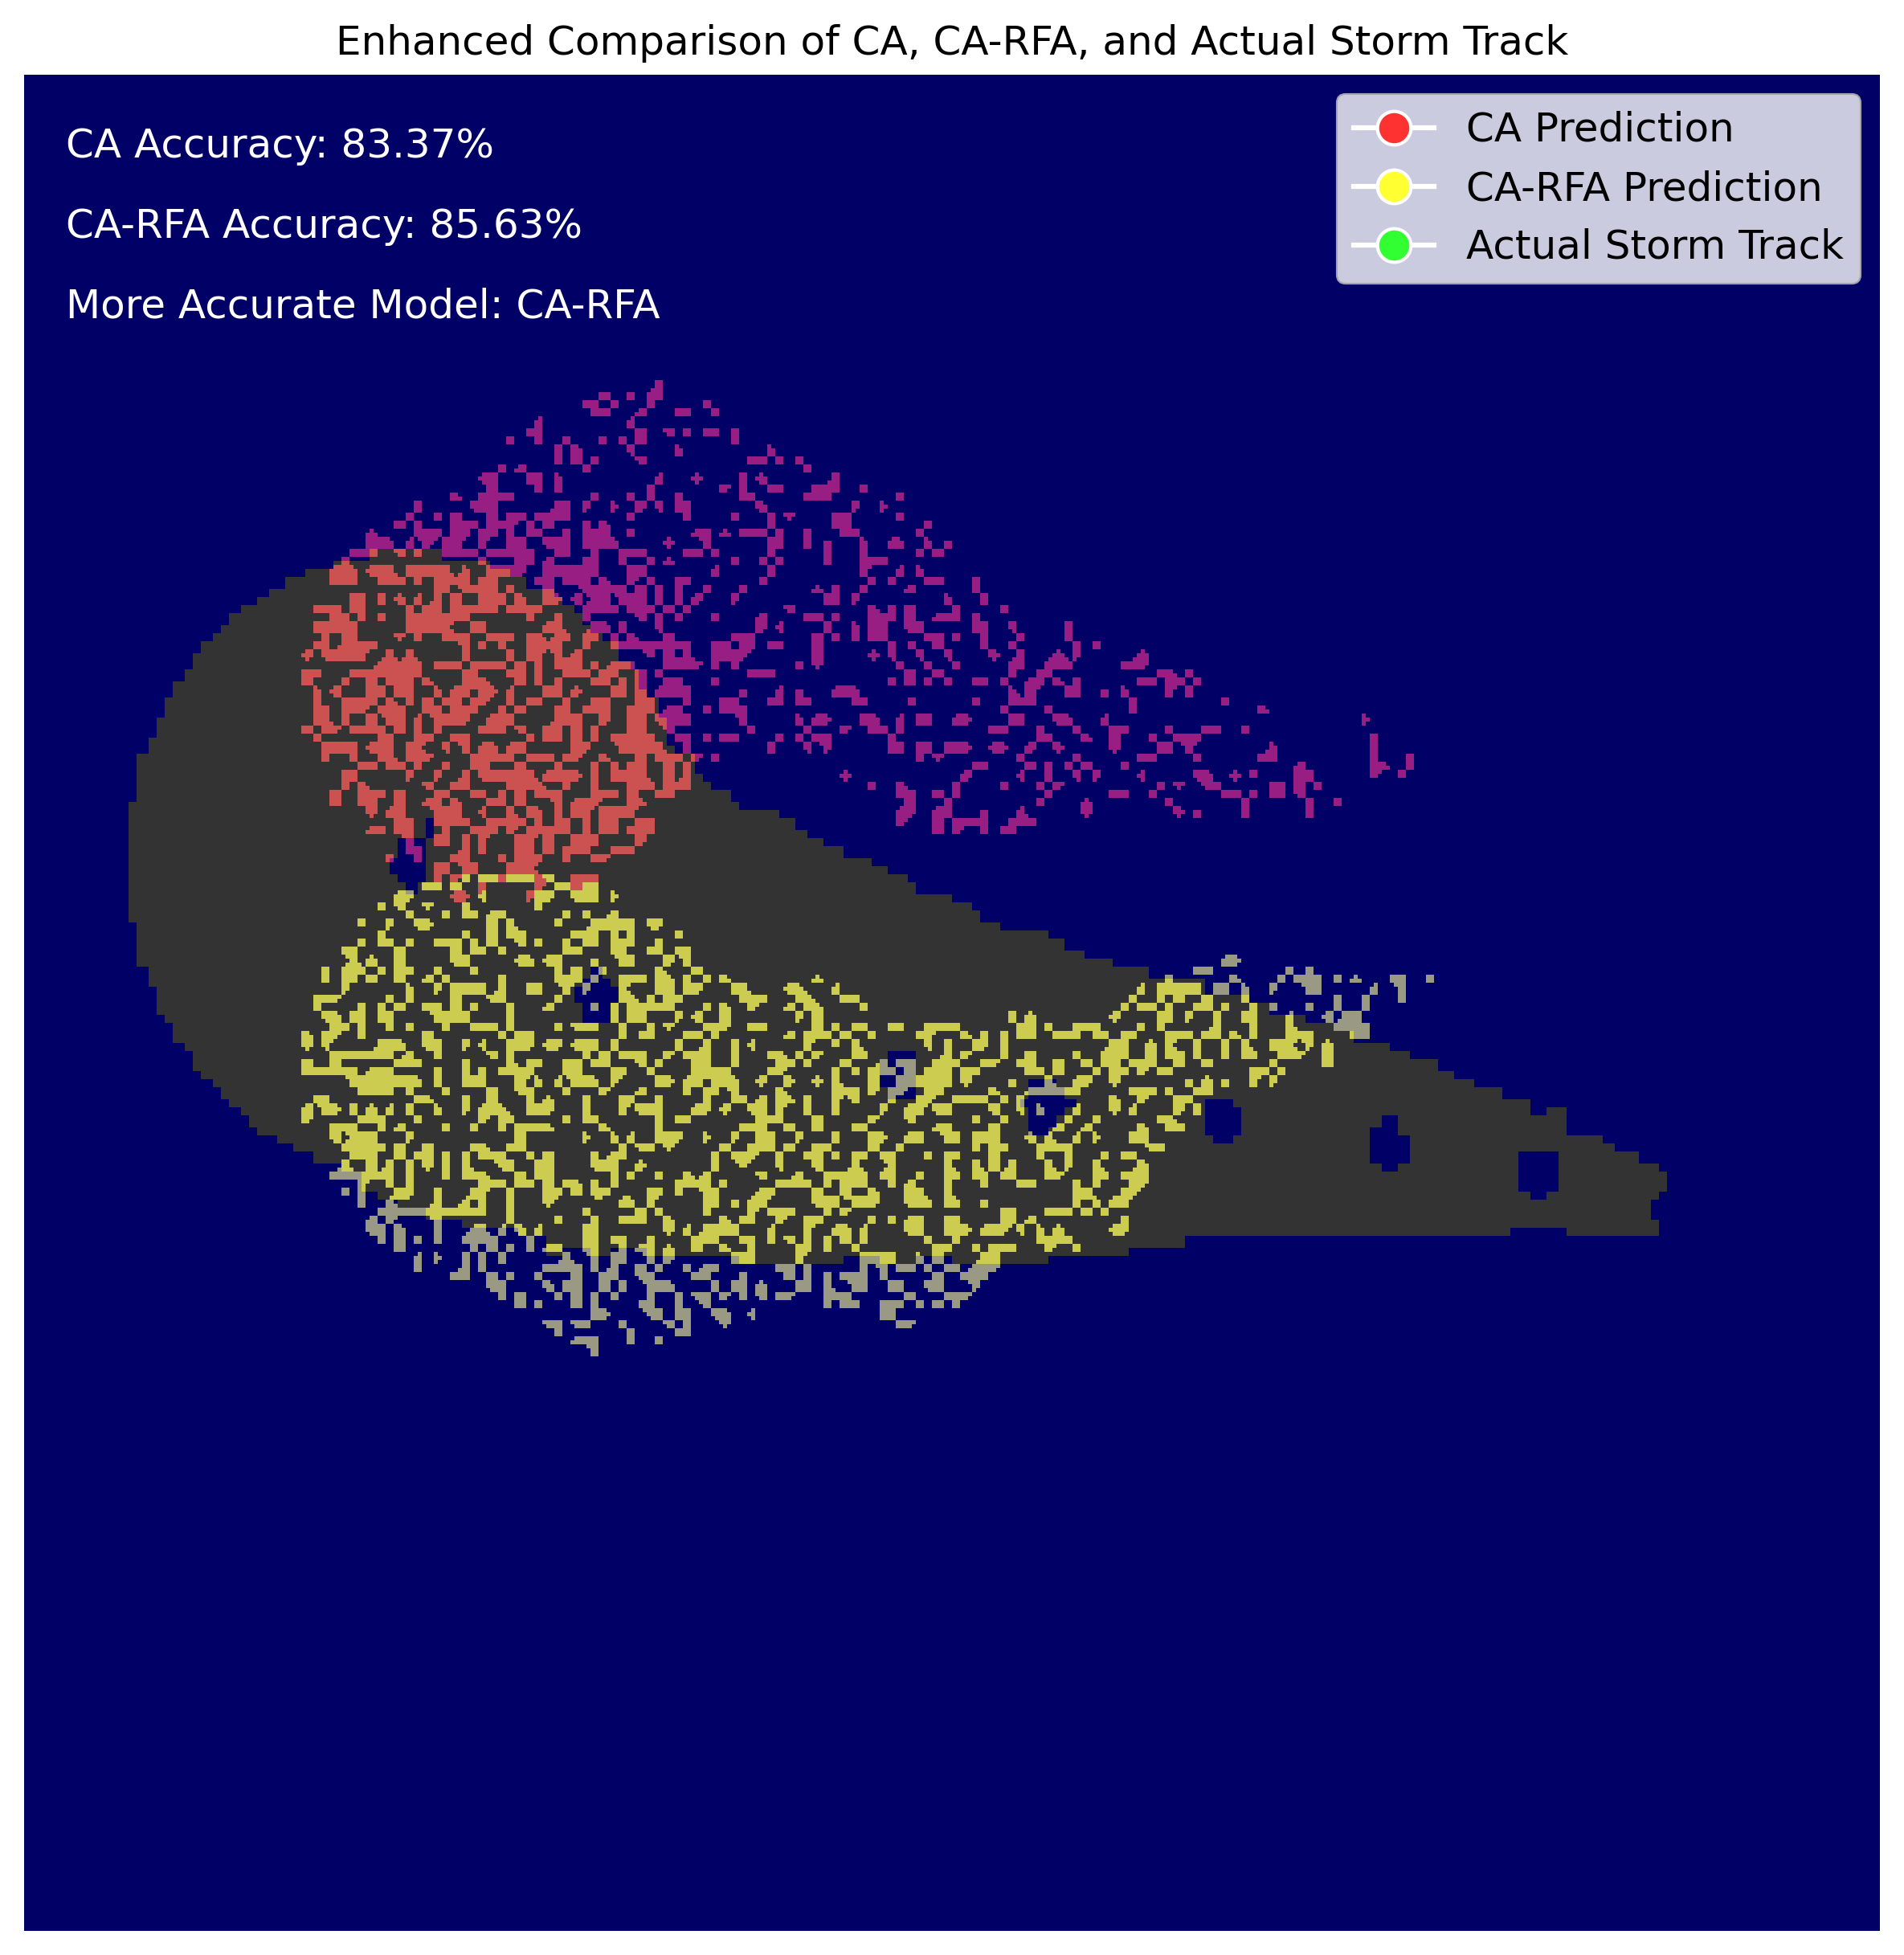 Enhanced Comparison of CA, CA-RFA, and Actual Storm Track
CA Accuracy: 83.37%
CA-RFA Accuracy: 85.63%
More Accurate Model: CA-RFA
CA Prediction
CA-RFA Prediction
Actual Storm Track